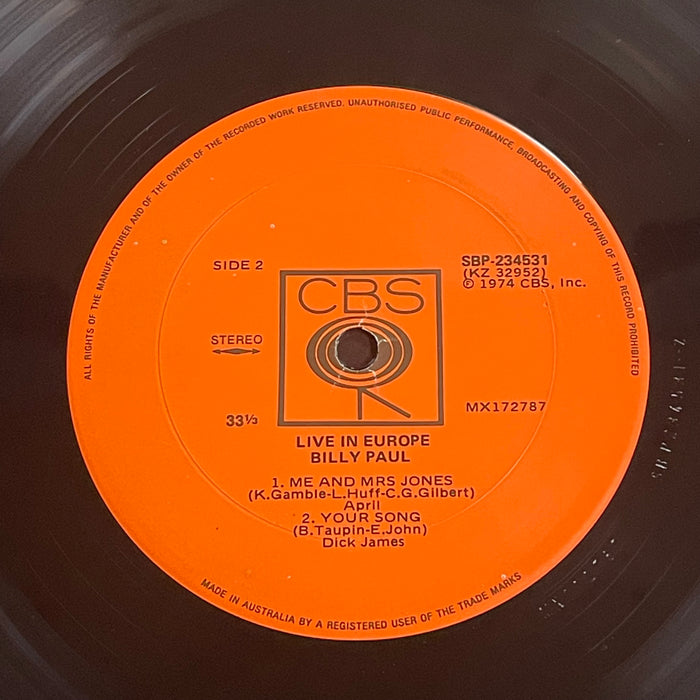 ALL RIGHTS OF THE MANUFACTURER AND OF THE OWNER OF THE RECORDED WORK RESERVED. UNAUTHORISED PUBLIC PERFORMANCE, BROADCASTING AND COPYING OF THIS RECORD PROHIBITED
SIDE 2
SBP-234531
(KZ 32952)
℗ 1974 CBS, Inc.
CBS
STEREO
33⅓
MX172787
LIVE IN EUROPE
BILLY PAUL
1. ME AND MRS JONES
(K.Gamble-L.Huff-C.G.Gilbert)
April
2. YOUR SONG
(B.Taupin-E.John)
Dick James
MADE IN AUSTRALIA BY A REGISTERED USER OF THE TRADE MARKS